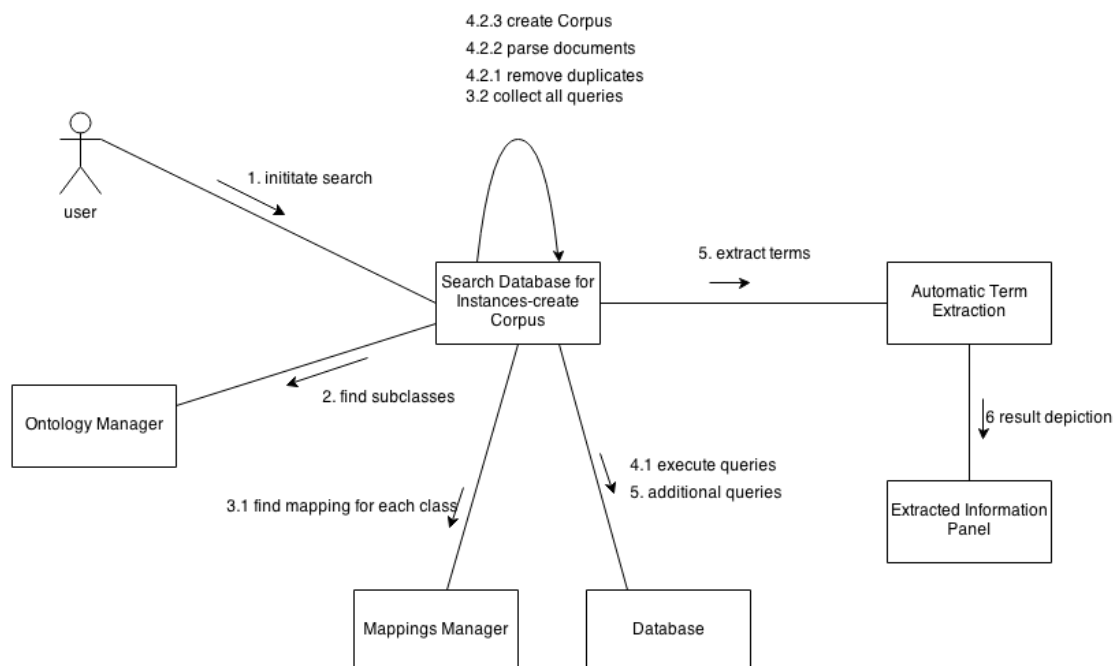 4.2.3 create Corpus
4.2.2 parse documents
4.2.1 remove duplicates
3.2 collect all queries
1. inititate search
user
5. extract terms
Search Database for
Instances-create
Corpus
Automatic Term
Extraction
2. find subclasses
Ontology Manager
6 result depiction
4.1 execute queries
5. additional queries
3.1 find mapping for each class
Extracted Information
Panel
Mappings Manager
Database